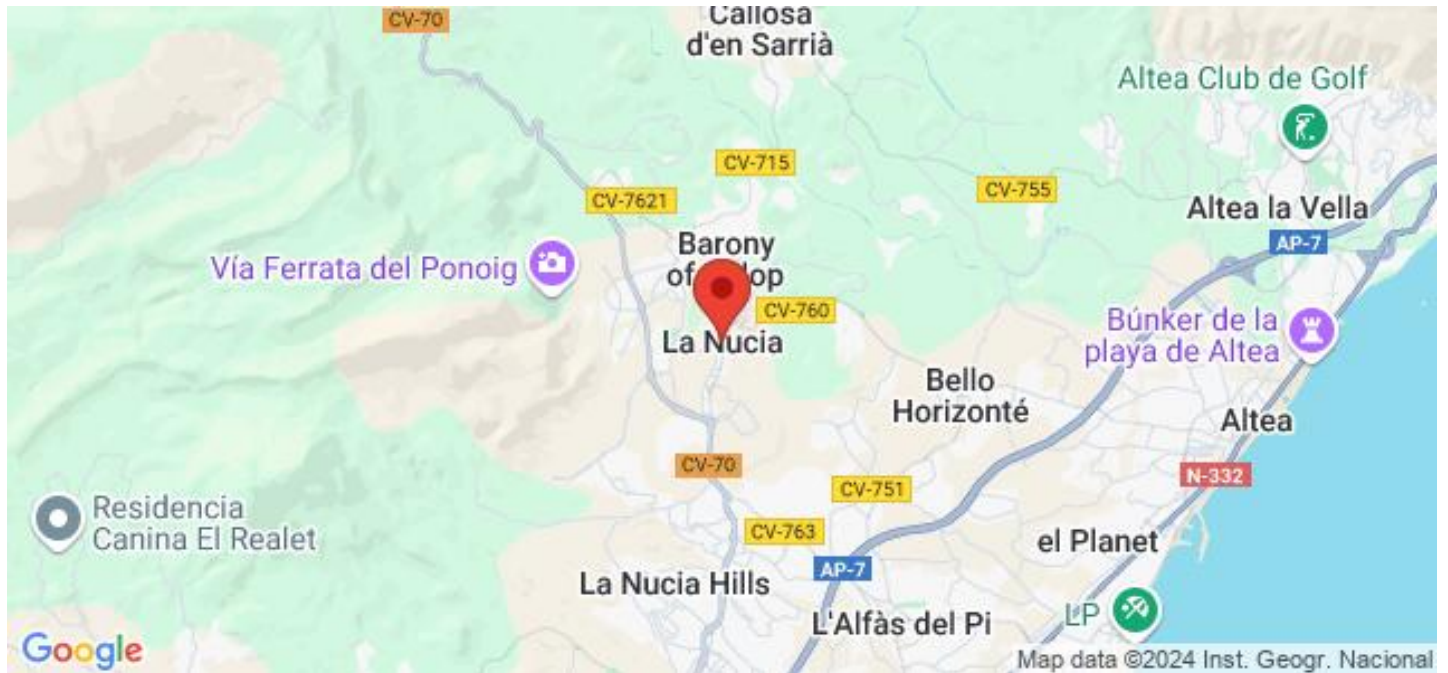 CV-70
Callosa
d'en Sarrià
Altea Club de Golf
CV-715
CV-755
CV-7621
Altea la Vella
AP-7
Barony
of
Vía Ferrata del Ponoig
CV-760
La Nucia
Búnker de la
playa de Altea
Bello
Horizonté
Altea
CV-70
N-332
CV-751
Residencia
Canina El Realet
CV-763
el Planet
AP-7
La Nucia Hills
L'Alfàs del Pi
LP
Google
Map data ©2024 Inst. Geogr. Nacional